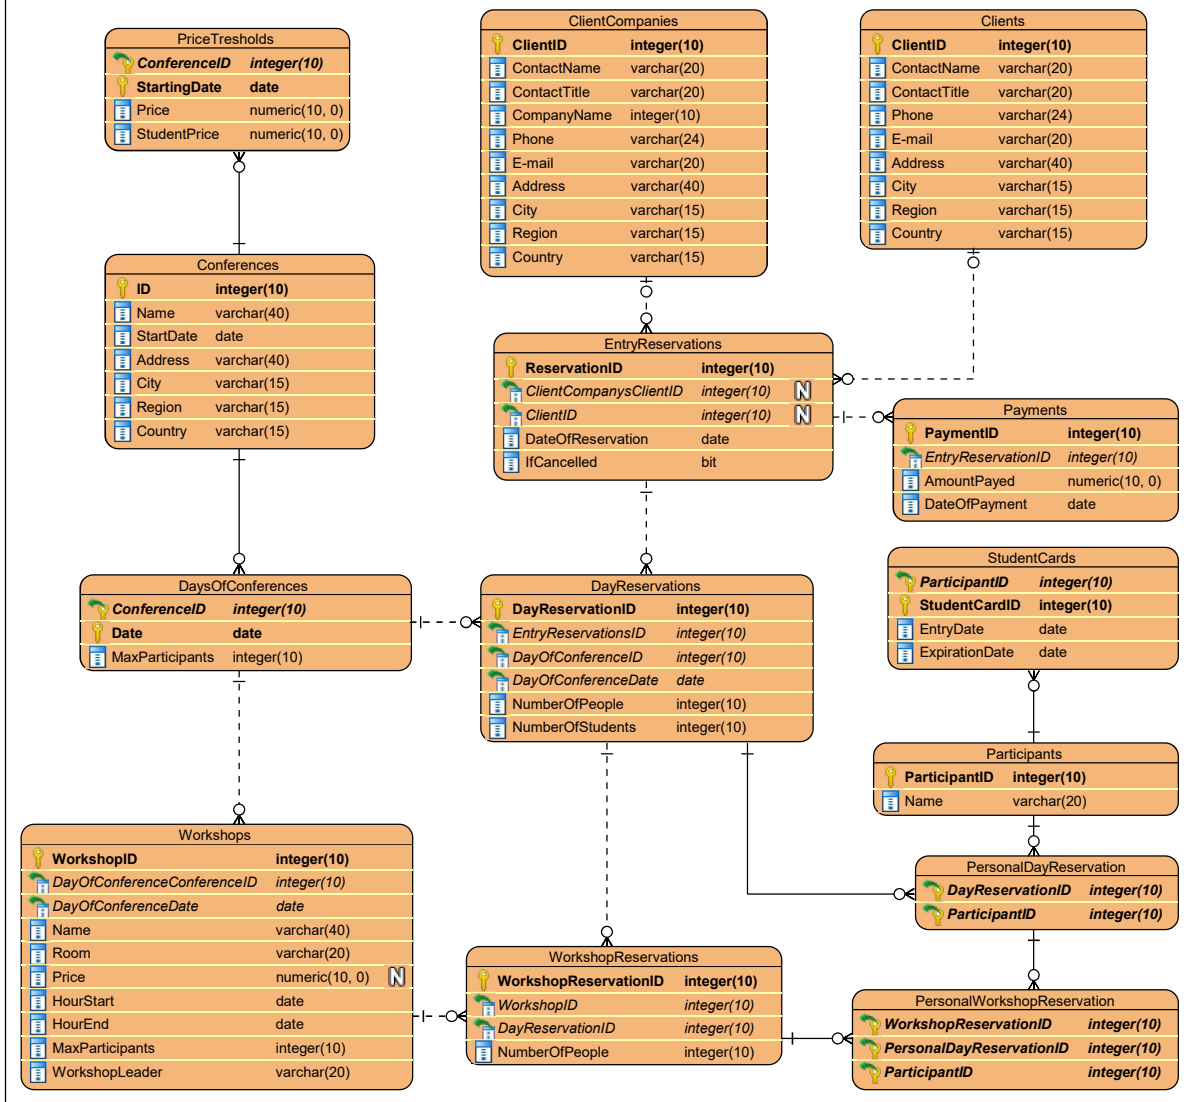 PriceTresholds
ConferenceID integer(10)
StartingDate date
Price numeric(10, 0)
StudentPrice numeric(10, 0)
ClientCompanies
ClientID integer(10)
ContactName varchar(20)
ContactTitle varchar(20)
CompanyName integer(10)
Phone varchar(24)
E-mail varchar(20)
Address varchar(40)
City varchar(15)
Region varchar(15)
Country varchar(15)
Clients
ClientID integer(10)
ContactName varchar(20)
ContactTitle varchar(20)
Phone varchar(24)
E-mail varchar(20)
Address varchar(40)
City varchar(15)
Region varchar(15)
Country varchar(15)
Conferences
ID integer(10)
Name varchar(40)
StartDate date
Address varchar(40)
City varchar(15)
Region varchar(15)
Country varchar(15)
EntryReservations
ReservationID integer(10)
ClientCompanysClientID integer(10) N
ClientID integer(10) N
DateOfReservation date
IfCancelled bit
Payments
PaymentID integer(10)
EntryReservationID integer(10)
AmountPayed numeric(10, 0)
DateOfPayment date
DaysOfConferences
ConferenceID integer(10)
Date date
MaxParticipants integer(10)
DayReservations
DayReservationID integer(10)
EntryReservationsID integer(10)
DayOfConferenceID integer(10)
DayOfConferenceDate date
NumberOfPeople integer(10)
NumberOfStudents integer(10)
StudentCards
ParticipantID integer(10)
StudentCardID integer(10)
EntryDate date
ExpirationDate date
Participants
ParticipantID integer(10)
Name varchar(20)
Workshops
WorkshopID integer(10)
DayOfConferenceConferenceID integer(10)
DayOfConferenceDate date
Name varchar(40)
Room varchar(20)
Price numeric(10, 0) N
HourStart date
HourEnd date
MaxParticipants integer(10)
WorkshopLeader varchar(20)
WorkshopReservations
WorkshopReservationID integer(10)
WorkshopID integer(10)
DayReservationID integer(10)
NumberOfPeople integer(10)
PersonalDayReservation
DayReservationID integer(10)
ParticipantID integer(10)
PersonalWorkshopReservation
WorkshopReservationID integer(10)
PersonalDayReservationID integer(10)
ParticipantID integer(10)